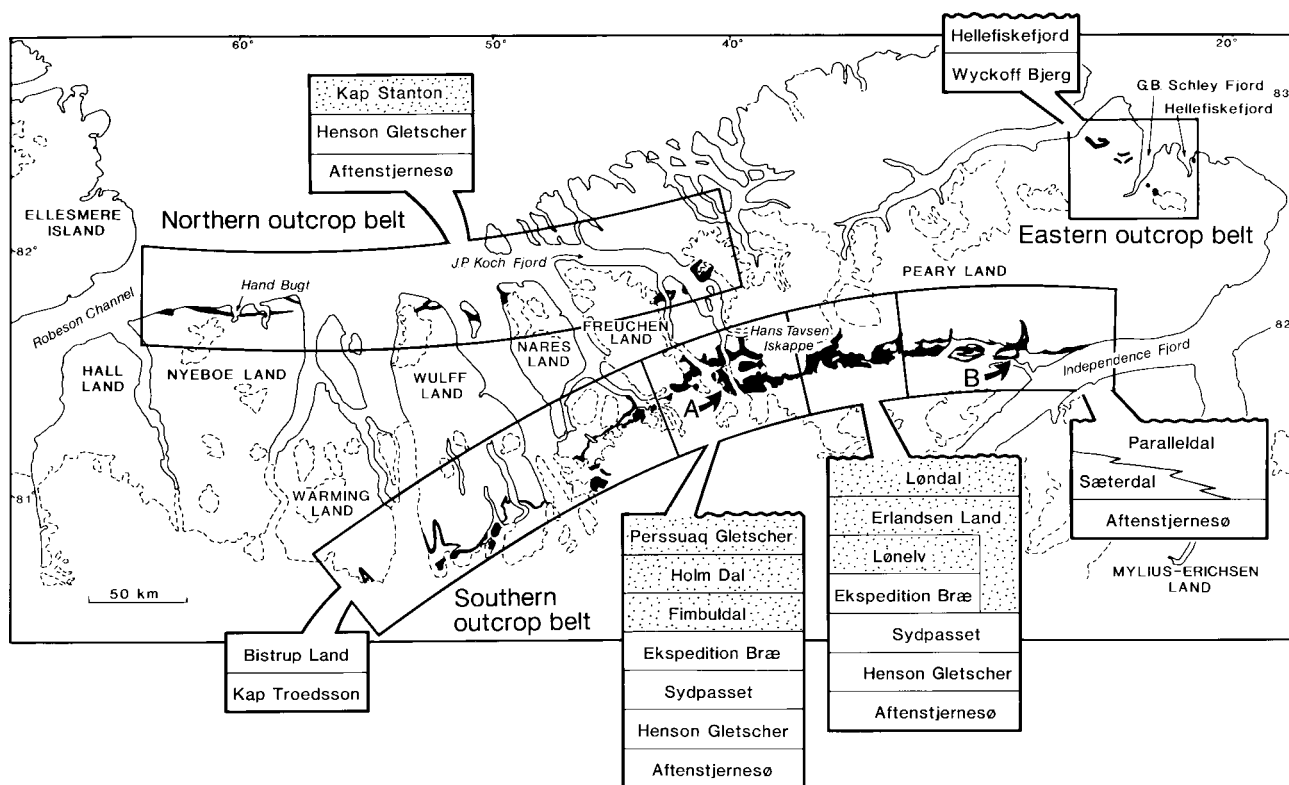 60°
50°
40°
20°
Hellefiskefjord
Wyckoff Bjerg
G.B. Schley Fjord
Hellefiskefjord
83
Kap Stanton
Henson Gletscher
Aftenstjernesø
ELLESMERE
ISLAND
Northern outcrop belt
82°
J.P. Koch Fjord
Eastern outcrop belt
PEARY LAND
Hand Bugt
Robeson Channel
HALL
LAND
NYEBOE LAND
WULFF
LAND
NARES
LAND
FREUCHEN
LAND
Hans Tavsen
Iskappe
82
Independence Fjord
A
B
81
WARMING
LAND
50 km
Southern
outcrop belt
Paralleldal
Sæterdal
Aftenstjernesø
MYLIUS-ERICHSEN
LAND
Løndal
Erlandsen Land
Lønelv
Ekspedition Bræ
Sydpasset
Henson Gletscher
Aftenstjernesø
Perssuaq Gletscher
Holm Dal
Fimbuldal
Ekspedition Bræ
Sydpasset
Henson Gletscher
Aftenstjernesø
Bistrup Land
Kap Troedsson